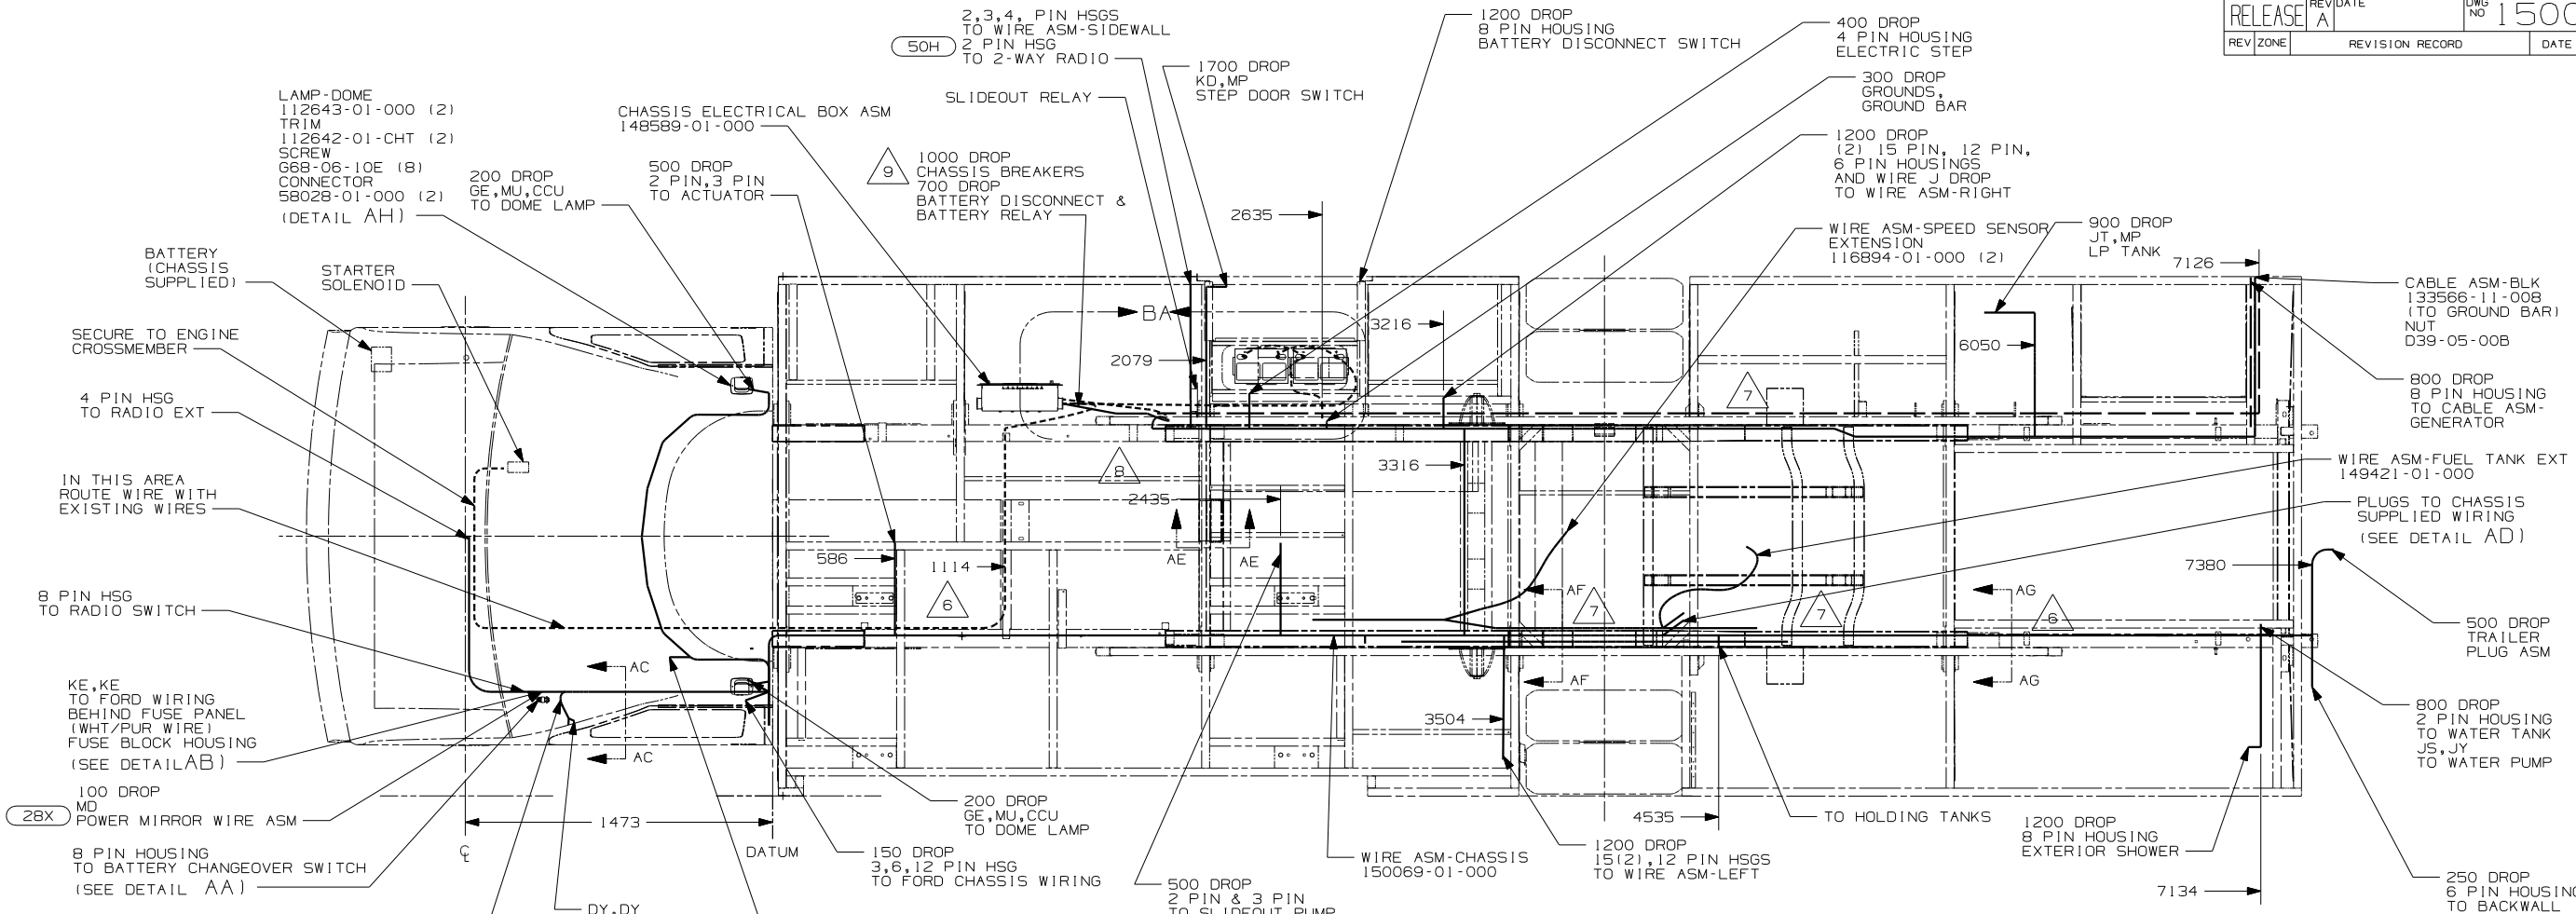 RELEASE
REV
A
DATE
DWG
NO
1500
REV
ZONE
REVISION RECORD
DATE
2,3,4, PIN HSGS
TO WIRE ASM-SIDEWALL
50H
2 PIN HSG
TO 2-WAY RADIO
1200 DROP
8 PIN HOUSING
BATTERY DISCONNECT SWITCH
400 DROP
4 PIN HOUSING
ELECTRIC STEP
1700 DROP
KD,MP
STEP DOOR SWITCH
SLIDEOUT RELAY
300 DROP
GROUNDS,
GROUND BAR
LAMP-DOME
112643-01-000 (2)
TRIM
112642-01-CHT (2)
SCREW
G68-06-10E (8)
CONNECTOR
58028-01-000 (2)
(DETAIL AH)
CHASSIS ELECTRICAL BOX ASM
148589-01-000
200 DROP
GE,MU,CCU
TO DOME LAMP
500 DROP
2 PIN,3 PIN
TO ACTUATOR
9
1000 DROP
CHASSIS BREAKERS
700 DROP
BATTERY DISCONNECT &
BATTERY RELAY
1200 DROP
(2) 15 PIN, 12 PIN,
6 PIN HOUSINGS
AND WIRE J DROP
TO WIRE ASM-RIGHT
2635
WIRE ASM-SPEED SENSOR
EXTENSION
116894-01-000 (2)
900 DROP
JT,MP
LP TANK
7126
BATTERY
(CHASSIS
SUPPLIED)
STARTER
SOLENOID
CABLE ASM-BLK
133566-11-008
(TO GROUND BAR)
NUT
D39-05-00B
BA
3216
2079
6050
SECURE TO ENGINE
CROSSMEMBER
800 DROP
8 PIN HOUSING
TO CABLE ASM-
GENERATOR
7
4 PIN HSG
TO RADIO EXT
8
3316
WIRE ASM-FUEL TANK EXT
149421-01-000
IN THIS AREA
ROUTE WIRE WITH
EXISTING WIRES
2435
PLUGS TO CHASSIS
SUPPLIED WIRING
(SEE DETAIL AD)
AE
AE
586
1114
7380
8 PIN HSG
TO RADIO SWITCH
6
AF
7
7
AG
6
500 DROP
TRAILER
PLUG ASM
KE,KE
TO FORD WIRING
BEHIND FUSE PANEL
(WHT/PUR WIRE)
FUSE BLOCK HOUSING
(SEE DETAIL AB)
AC
AC
AF
AG
3504
800 DROP
2 PIN HOUSING
TO WATER TANK
JS,JY
TO WATER PUMP
28X
100 DROP
MD
POWER MIRROR WIRE ASM
1473
200 DROP
GE,MU,CCU
TO DOME LAMP
4535
TO HOLDING TANKS
1200 DROP
8 PIN HOUSING
EXTERIOR SHOWER
8 PIN HOUSING
TO BATTERY CHANGEOVER SWITCH
(SEE DETAIL AA)
DATUM
150 DROP
3,6,12 PIN HSG
TO FORD CHASSIS WIRING
WIRE ASM-CHASSIS
150069-01-000
1200 DROP
15(2),12 PIN HSGS
TO WIRE ASM-LEFT
7134
500 DROP
2 PIN & 3 PIN
TO SLIDEOUT PUMP
250 DROP
6 PIN HOUSING
TO BACKWALL
DY,DY